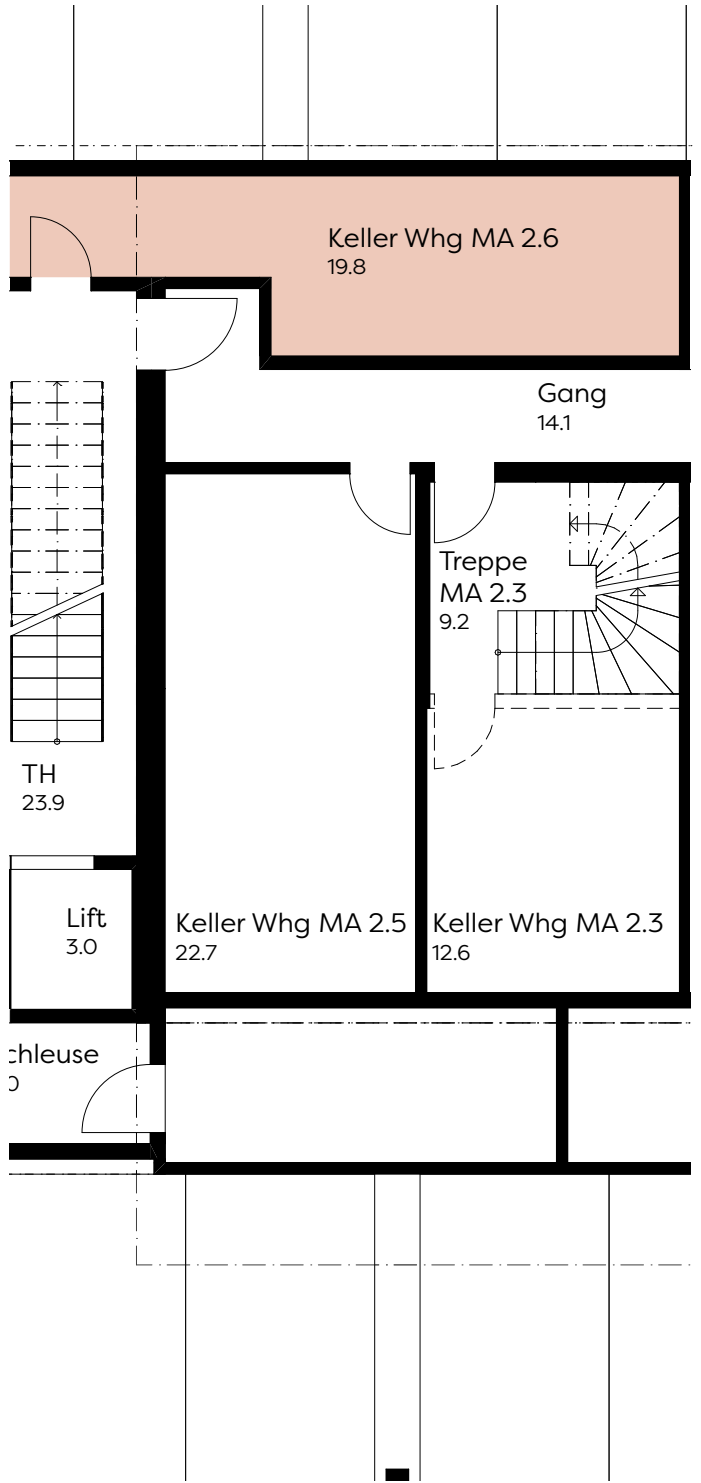 Keller Whg MA 2.6
19.8
Gang
14.1
Treppe
MA 2.3
9.2
TH
23.9
Lift
3.0
Keller Whg MA 2.5
22.7
Keller Whg MA 2.3
12.6
chleuse
0